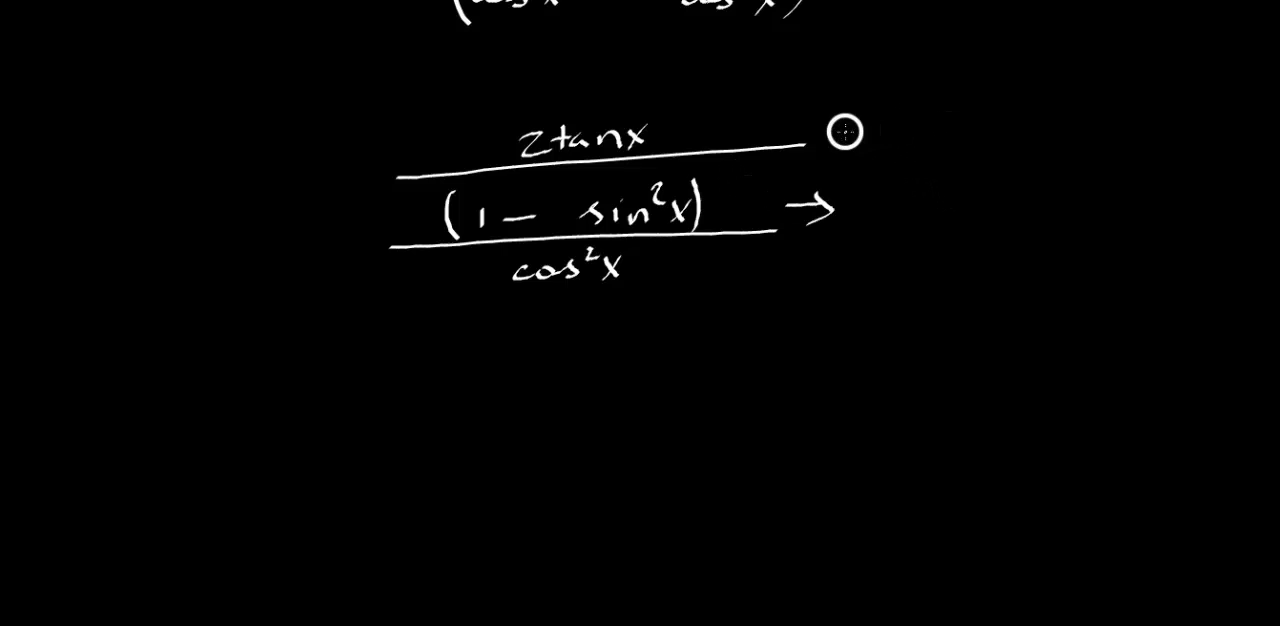 2tanx
(1 - sin²x) →
cos²x